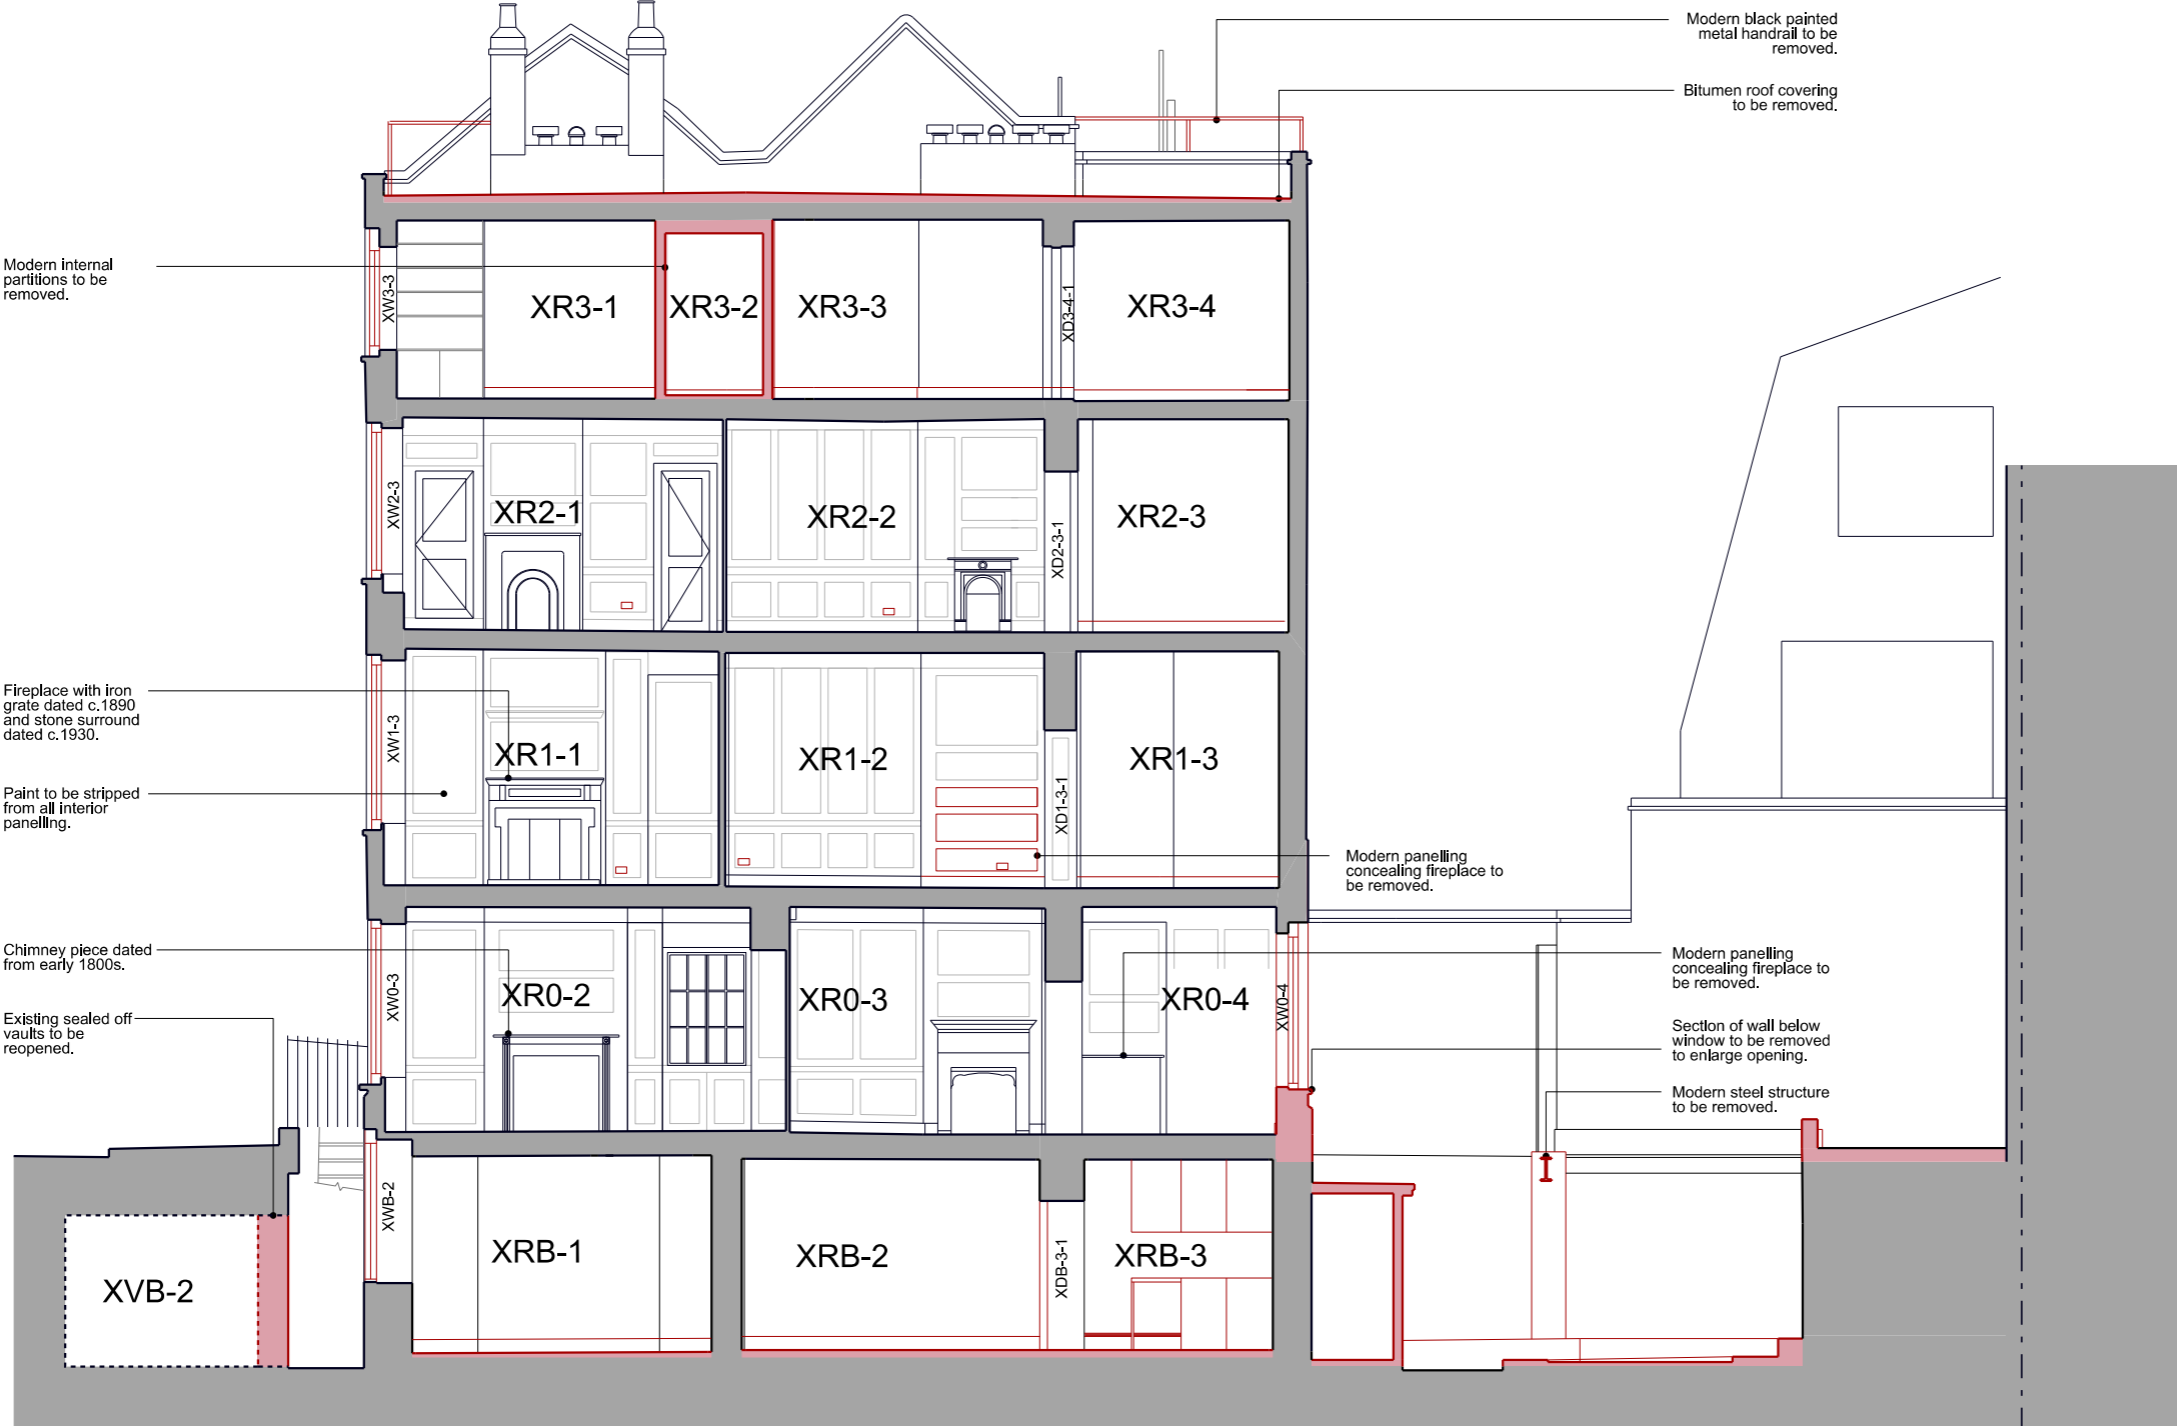 Modern black painted
metal handrail to be
removed.
Bitumen roof covering
to be removed.
Modern internal
partitions to be
removed.
XW3-3
XR3-1
XR3-2
XR3-3
XD3-4-1
XR3-4
XW2-3
XR2-1
XR2-2
XD2-3-1
XR2-3
Fireplace with iron
grate dated c.1890
and stone surround
dated c.1930.
XW1-3
XR1-1
XR1-2
XD1-3-1
XR1-3
Paint to be stripped
from all interior
panelling.
Modern panelling
concealing fireplace to
be removed.
Chimney piece dated
from early 1800s.
XW0-3
XR0-2
XR0-3
XR0-4
XW0-4
Modern panelling
concealing fireplace to
be removed.
Existing sealed off
vaults to be
reopened.
Section of wall below
window to be removed
to enlarge opening.
Modern steel structure
to be removed.
XVB-2
XWB-2
XRB-1
XRB-2
XDB-3-1
XRB-3